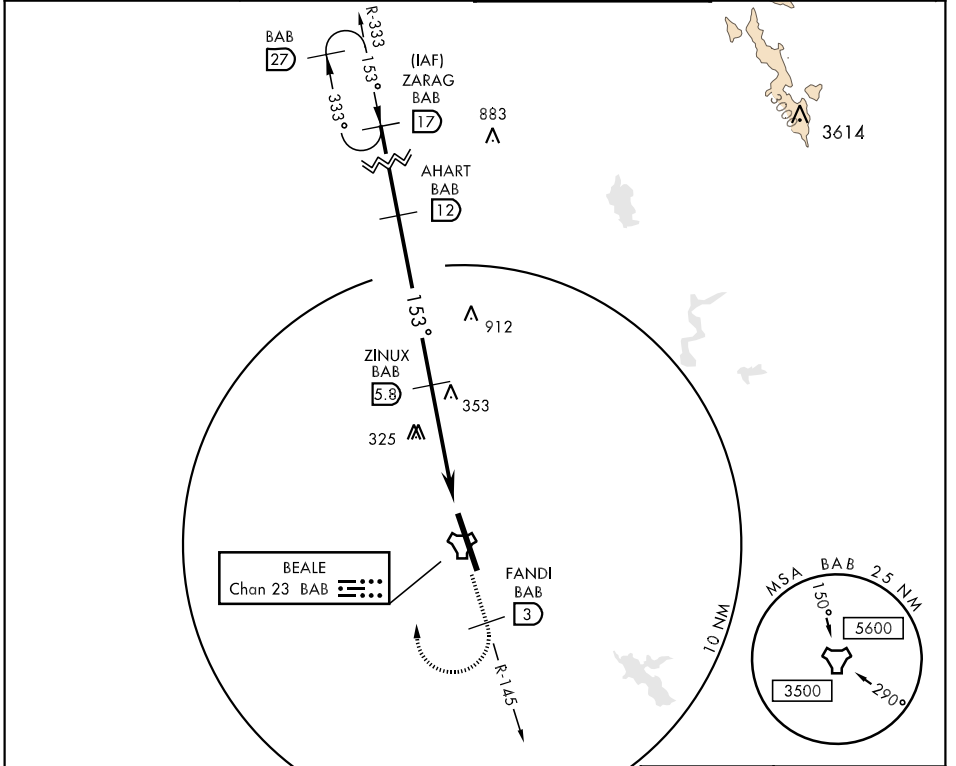 R-333
BAB
27
153°
333°
(IAF)
ZARAG
BAB
17
883
3000
3614
AHART
BAB
12
153°
912
ZINUX
BAB
5.8
353
325
BEALE
Chan 23 BAB
FANDI
BAB
3
R-145
10 NM
MSA BAB 25 NM
150°
5600
3500
290°